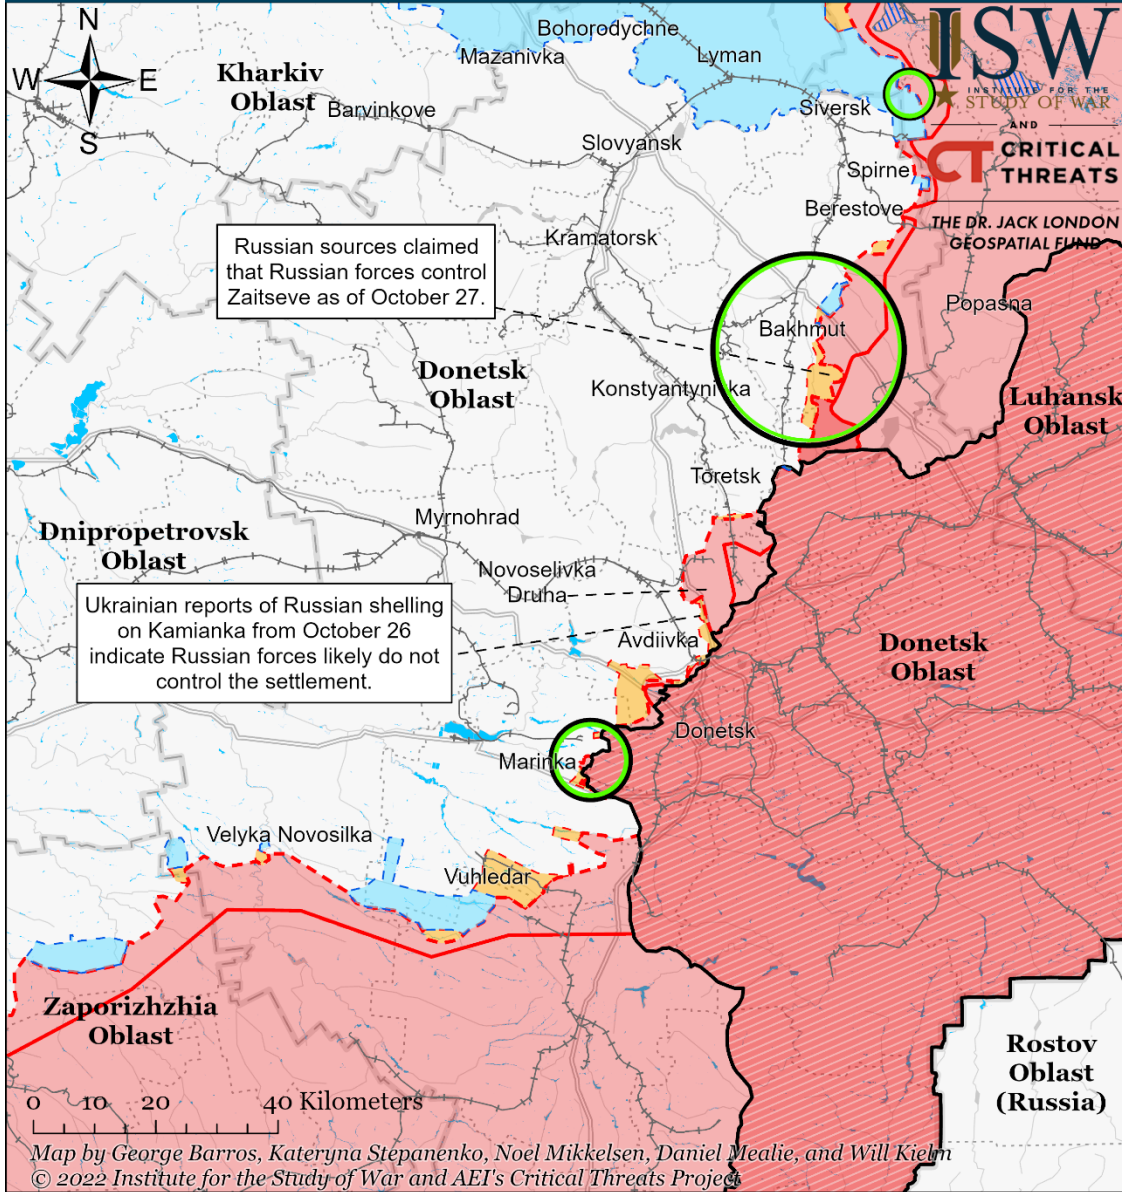 N
W E
S
Kharkiv
Oblast
Barvinkove
Mazanivka
Bohorodychne
Lyman
Siversk
Slovyansk
ISW
INSTITUTE FOR THE
STUDY OF WAR
AND
CT CRITICAL
THREATS
THE DR. JACK LONDON
GEOSPATIAL FUND
Spirne
Berestove
Kramatorsk
Russian sources claimed
that Russian forces control
Zaitseve as of October 27.
Popasna
Bakhmut
Donetsk
Oblast
Konstyantynivka
Luhansk
Oblast
Toretsk
Myrnohrad
Dnipropetrovsk
Oblast
Novoselivka
Druha
Ukrainian reports of Russian shelling
on Kamianka from October 26
indicate Russian forces likely do not
control the settlement.
Avdiivka
Donetsk
Oblast
Donetsk
Marinka
Velyka Novosilka
Vuhledar
Zaporizhzhia
Oblast
Rostov
Oblast
(Russia)
0 10 20 40 Kilometers
Map by George Barros, Kateryna Stepanenko, Noel Mikkelsen, Daniel Mealie, and Will Kielm
© 2022 Institute for the Study of War and AEI's Critical Threats Project